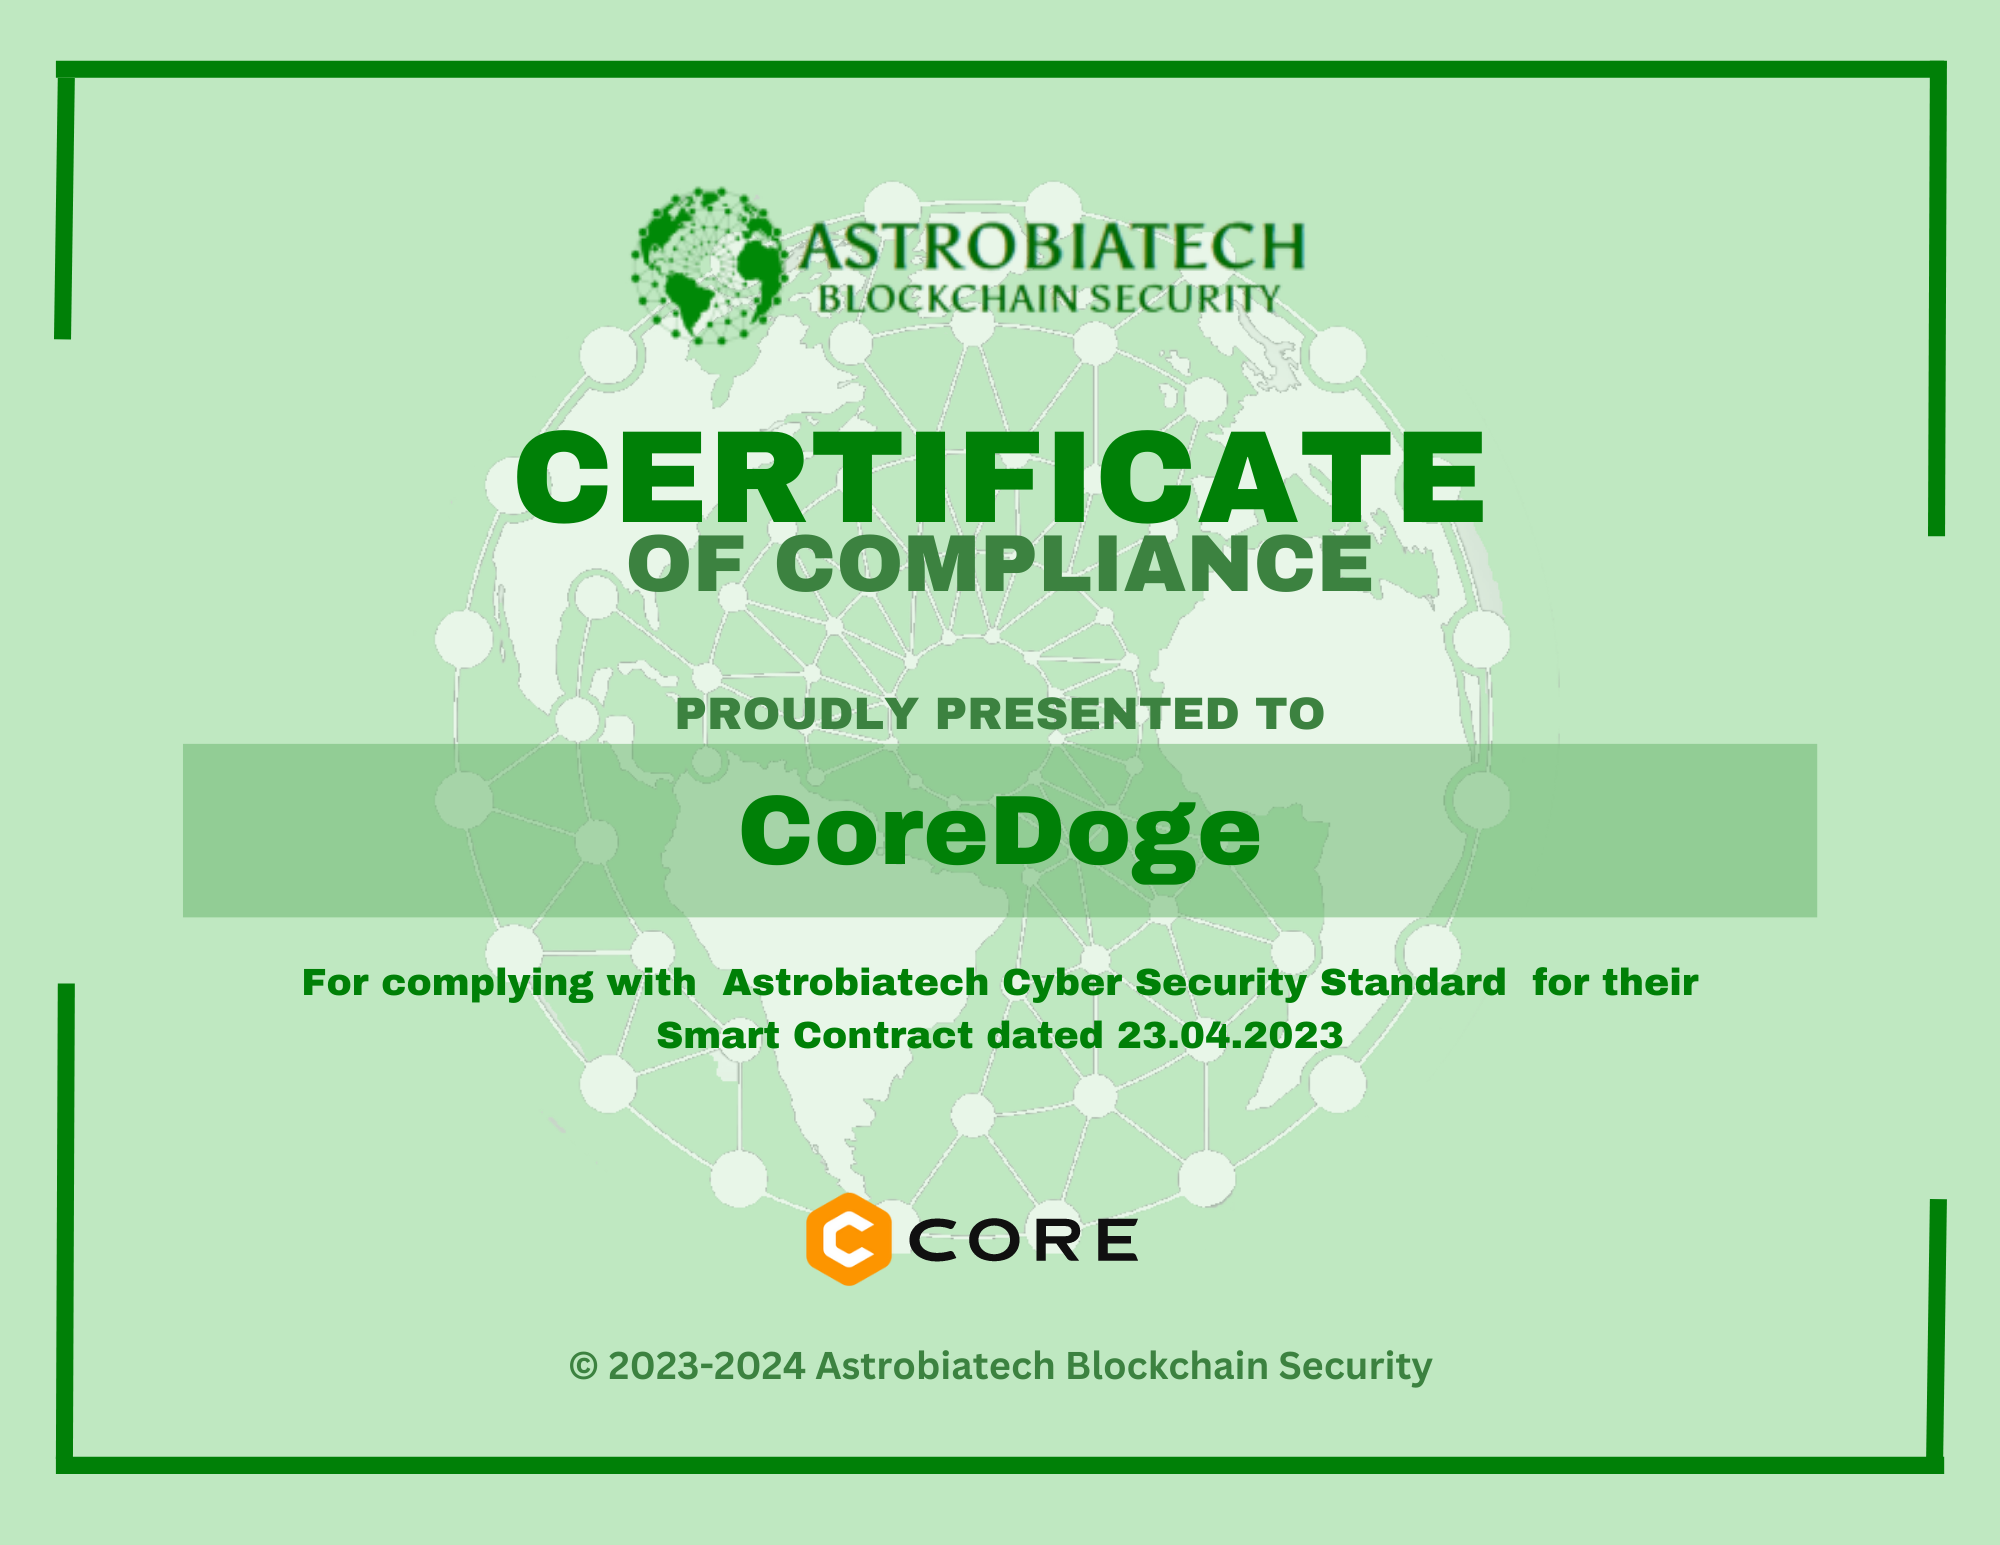 ASTROBIATECH
BLOCKCHAIN SECURITY
CERTIFICATE
OF COMPLIANCE
PROUDLY PRESENTED TO
CoreDoge
For complying with  Astrobiatech Cyber Security Standard  for their
Smart Contract dated 23.04.2023
CORE
© 2023-2024 Astrobiatech Blockchain Security